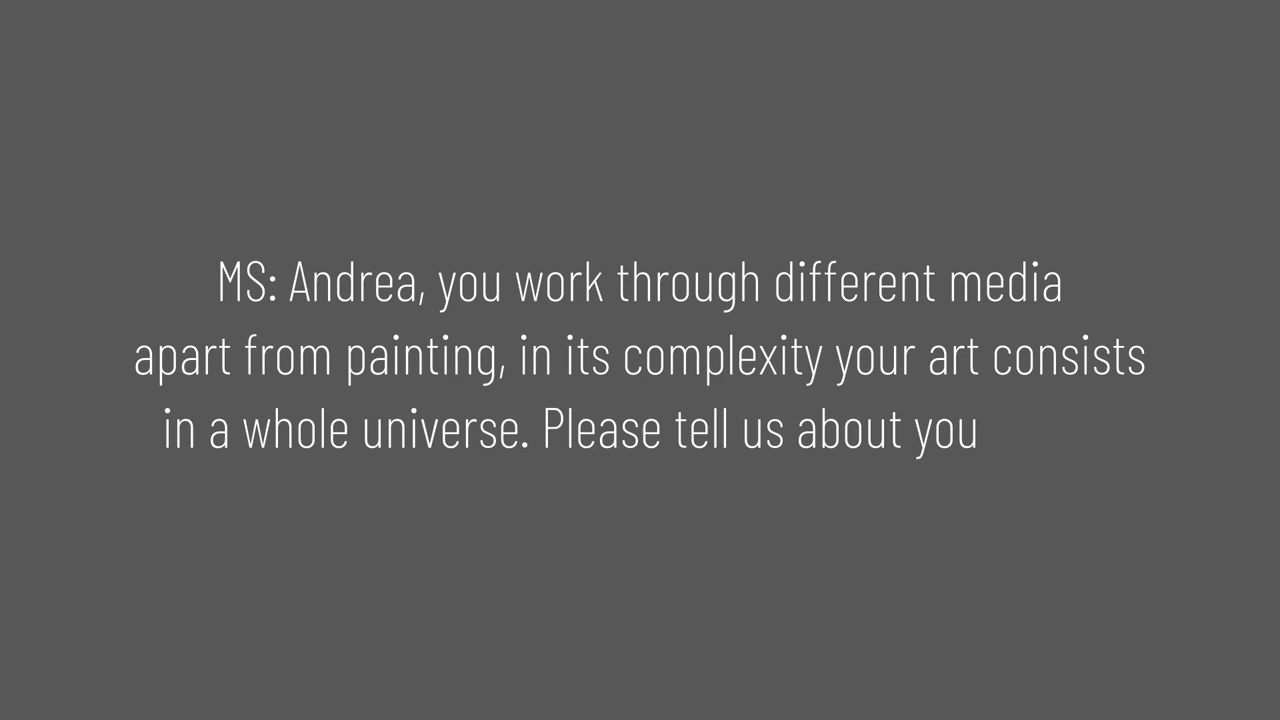 MS: Andrea, you work through different media
apart from painting, in its complexity your art consists
in a whole universe. Please tell us about you